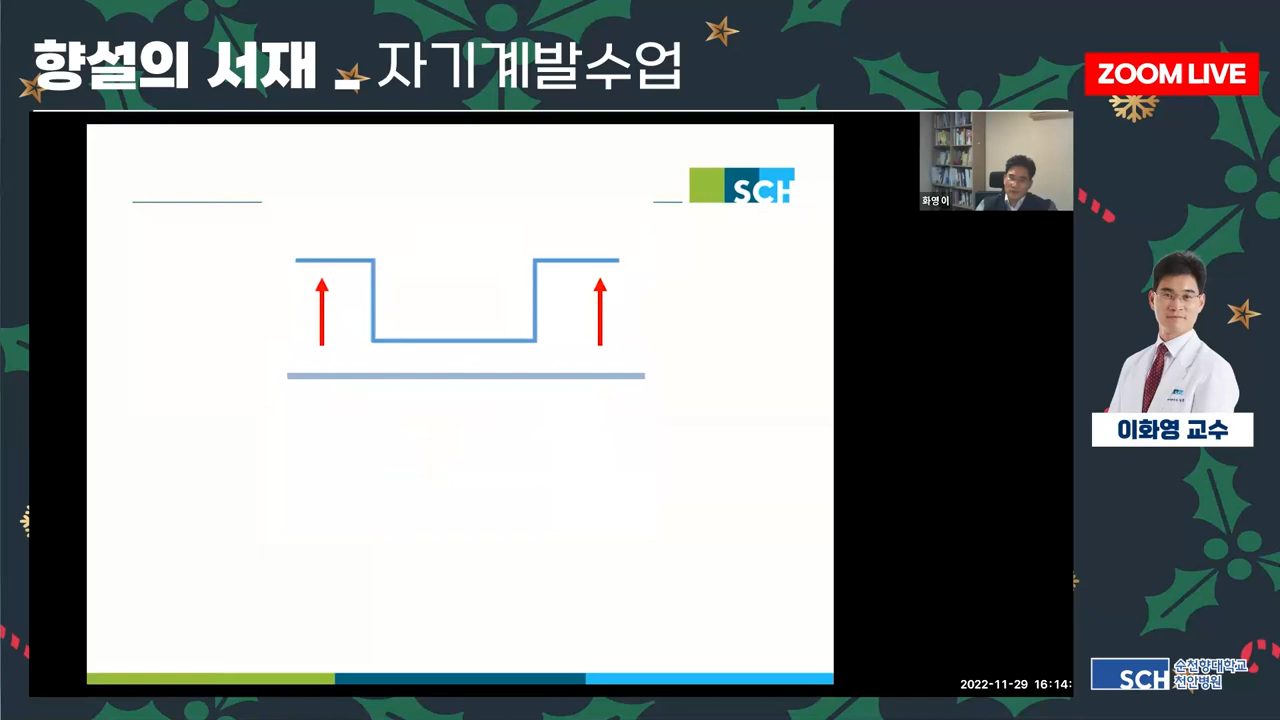 향설의 서재 _ 자기계발수업
ZOOM LIVE
SCH
화영 이
이화영 교수
2022-11-29 16:14:
SCH 순천향대학교
천안병원